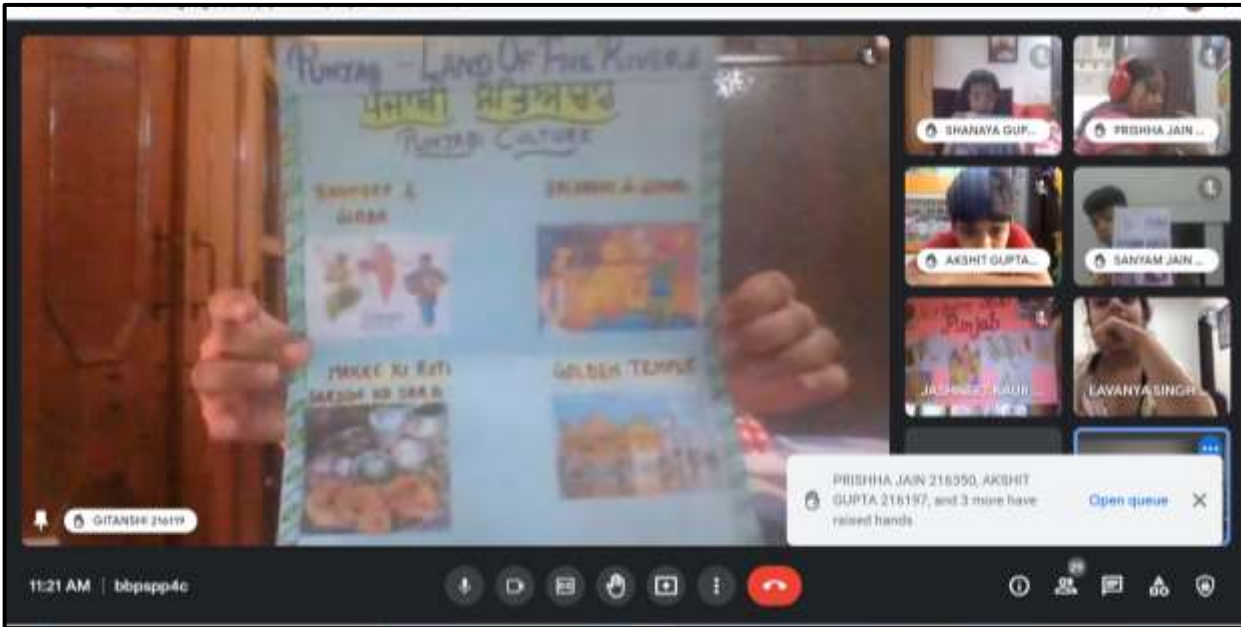 PUNJAB - LAND OF FIVE RIVERS
ਪੰਜਾਬੀ ਸੱਭਿਆਚਾਰ
PUNJABI CULTURE
BHANGRA &
GIDDA
MAKKE KI ROTI
SARSON KA SAAG
GOLDEN TEMPLE
GITANSHI 216119
SHANAYA GUP...
PRISHHA JAIN ...
AKSHIT GUPTA...
SANYAM JAIN ...
Punjab
JASHNEET KAUR
LAVANYA SINGH
PRISHHA JAIN 216350, AKSHIT
GUPTA 216197, and 3 more have
raised hands
Open queue
11:21 AM | bbpspp4c